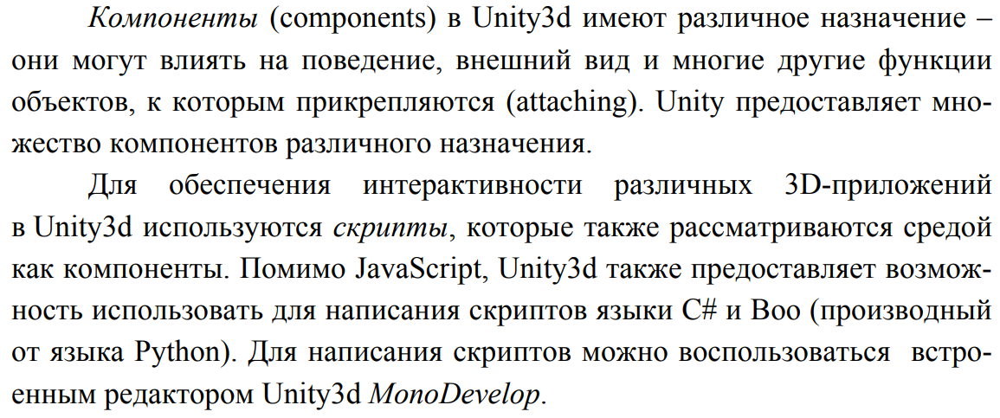 Компоненты (components) в Unity3d имеют различное назначение –
они могут влиять на поведение, внешний вид и многие другие функции
объектов, к которым прикрепляются (attaching). Unity предоставляет мно-
жество компонентов различного назначения.
Для обеспечения интерактивности различных 3D-приложений
в Unity3d используются скрипты, которые также рассматриваются средой
как компоненты. Помимо JavaScript, Unity3d также предоставляет возмож-
ность использовать для написания скриптов языки C# и Boo (производный
от языка Python). Для написания скриптов можно воспользоваться встро-
енным редактором Unity3d MonoDevelop.